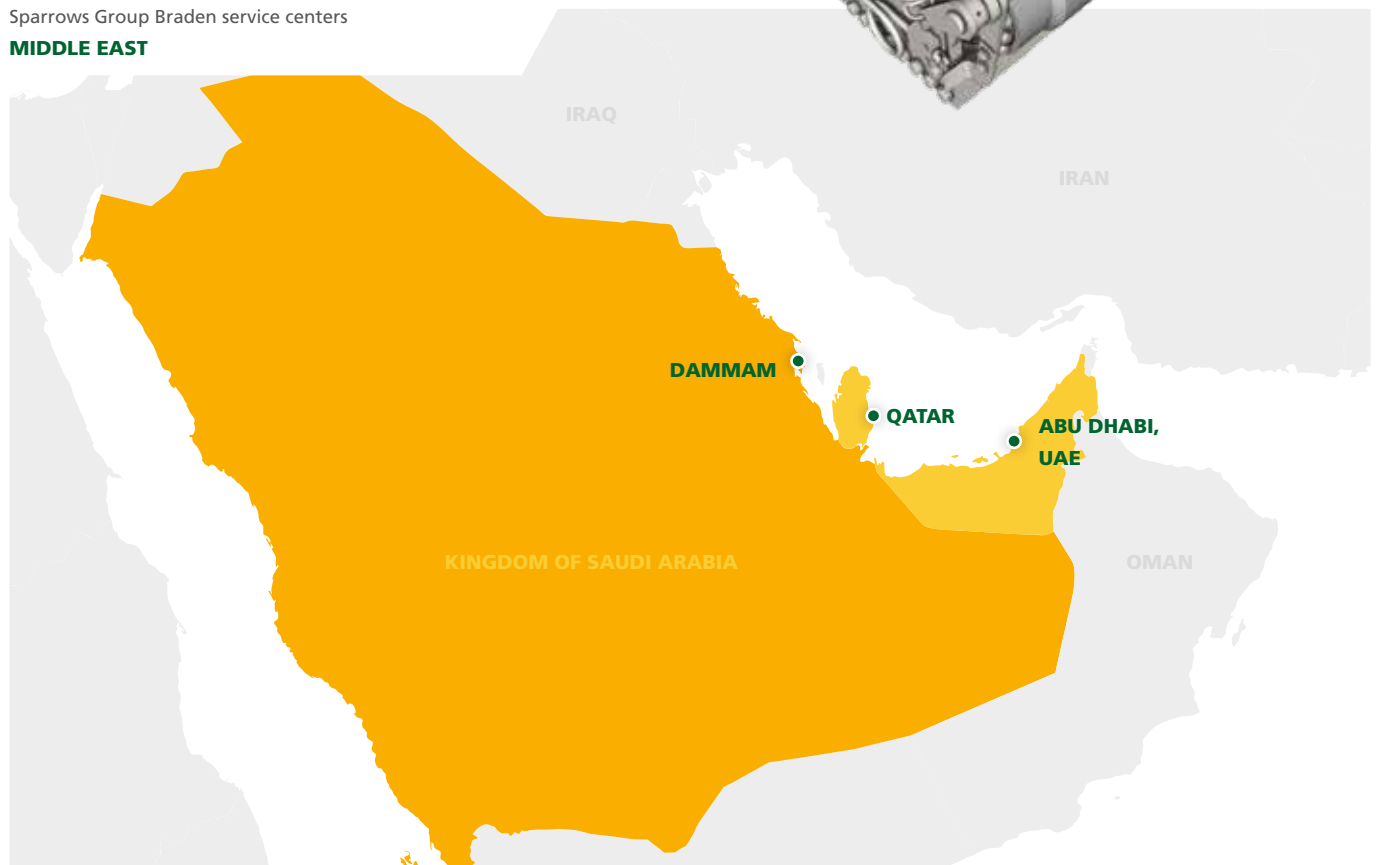 Sparrows Group Braden service centers
MIDDLE EAST
IRAQ
IRAN
DAMMAM
QATAR
ABU DHABI,
UAE
KINGDOM OF SAUDI ARABIA
OMAN